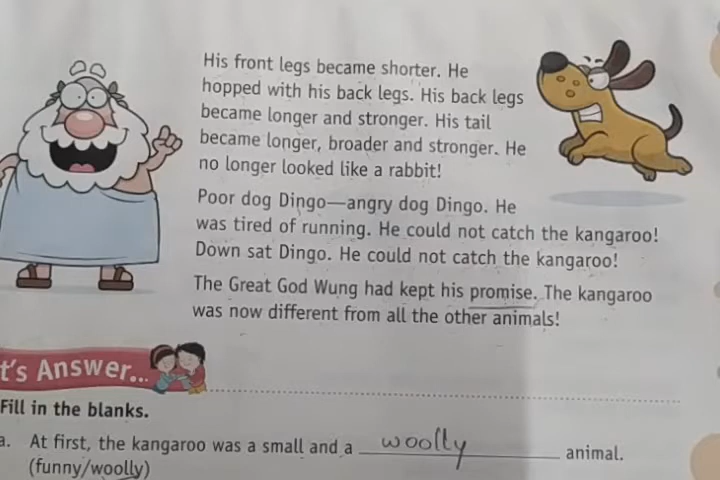 His front legs became shorter. He
hopped with his back legs. His back legs
became longer and stronger. His tail
became longer, broader and stronger. He
no longer looked like a rabbit!
Poor dog Dingo—angry dog Dingo. He
was tired of running. He could not catch the kangaroo!
Down sat Dingo. He could not catch the kangaroo!
The Great God Wung had kept his promise. The kangaroo
was now different from all the other animals!
t's Answer...
Fill in the blanks.
a. At first, the kangaroo was a small and a woolly animal.
(funny/woolly)